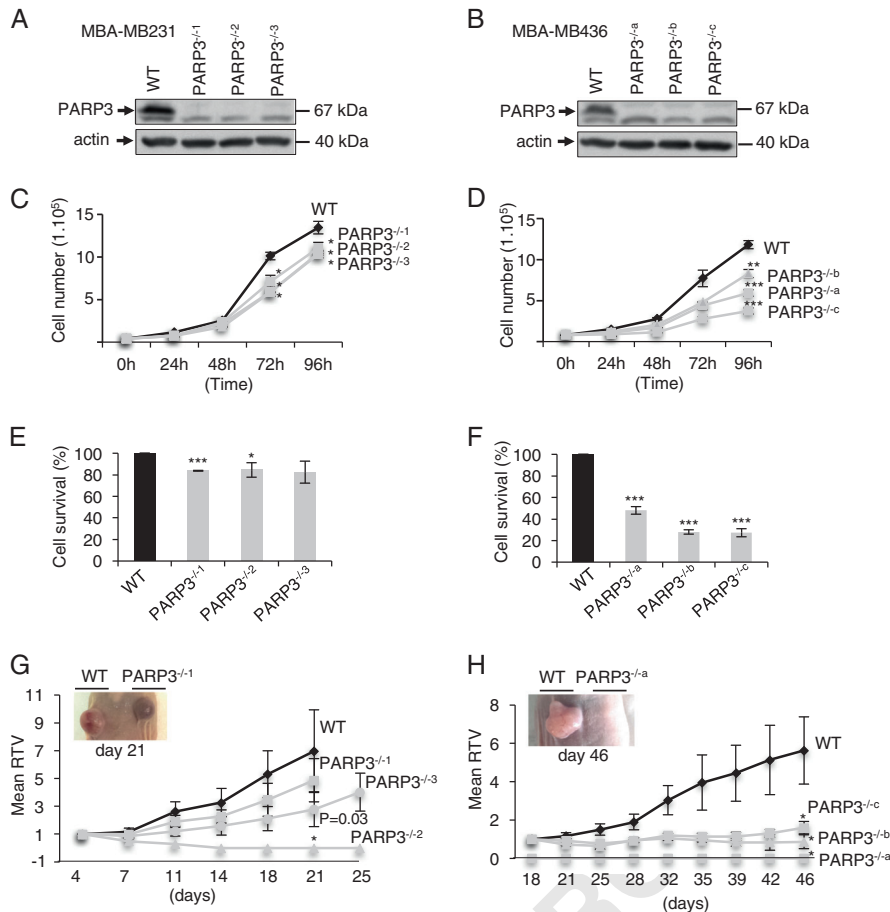 A
MBA-MB231
WT
PARP3-/-1
PARP3-/-2
PARP3-/-3
PARP3
67 kDa
actin
40 kDa
B
MBA-MB436
WT
PARP3-/-a
PARP3-/-b
PARP3-/-c
PARP3
67 kDa
actin
40 kDa
C
Cell number (1.10⁵)
15
10
5
WT
* PARP3-/-1
* PARP3-/-2
* PARP3-/-3
*
*
*
0h 24h 48h 72h 96h
(Time)
D
Cell number (1.10⁵)
15
10
5
WT
** PARP3-/-b
*** PARP3-/-a
*** PARP3-/-c
0h 24h 48h 72h 96h
(Time)
E
Cell survival (%)
100
80
60
40
20
0
***
*
WT
PARP3-/-1
PARP3-/-2
PARP3-/-3
F
Cell survival (%)
100
80
60
40
20
0
***
***
***
WT
PARP3-/-a
PARP3-/-b
PARP3-/-c
G
WT PARP3-/-1
day 21
Mean RTV
11
9
7
5
3
1
-1
WT
PARP3-/-1
PARP3-/-3
P=0.03
*
PARP3-/-2
4 7 11 14 18 21 25
(days)
H
WT PARP3-/-a
day 46
Mean RTV
8
6
4
2
0
WT
PARP3-/-c
*
* PARP3-/-b
* PARP3-/-a
18 21 25 28 32 35 39 42 46
(days)